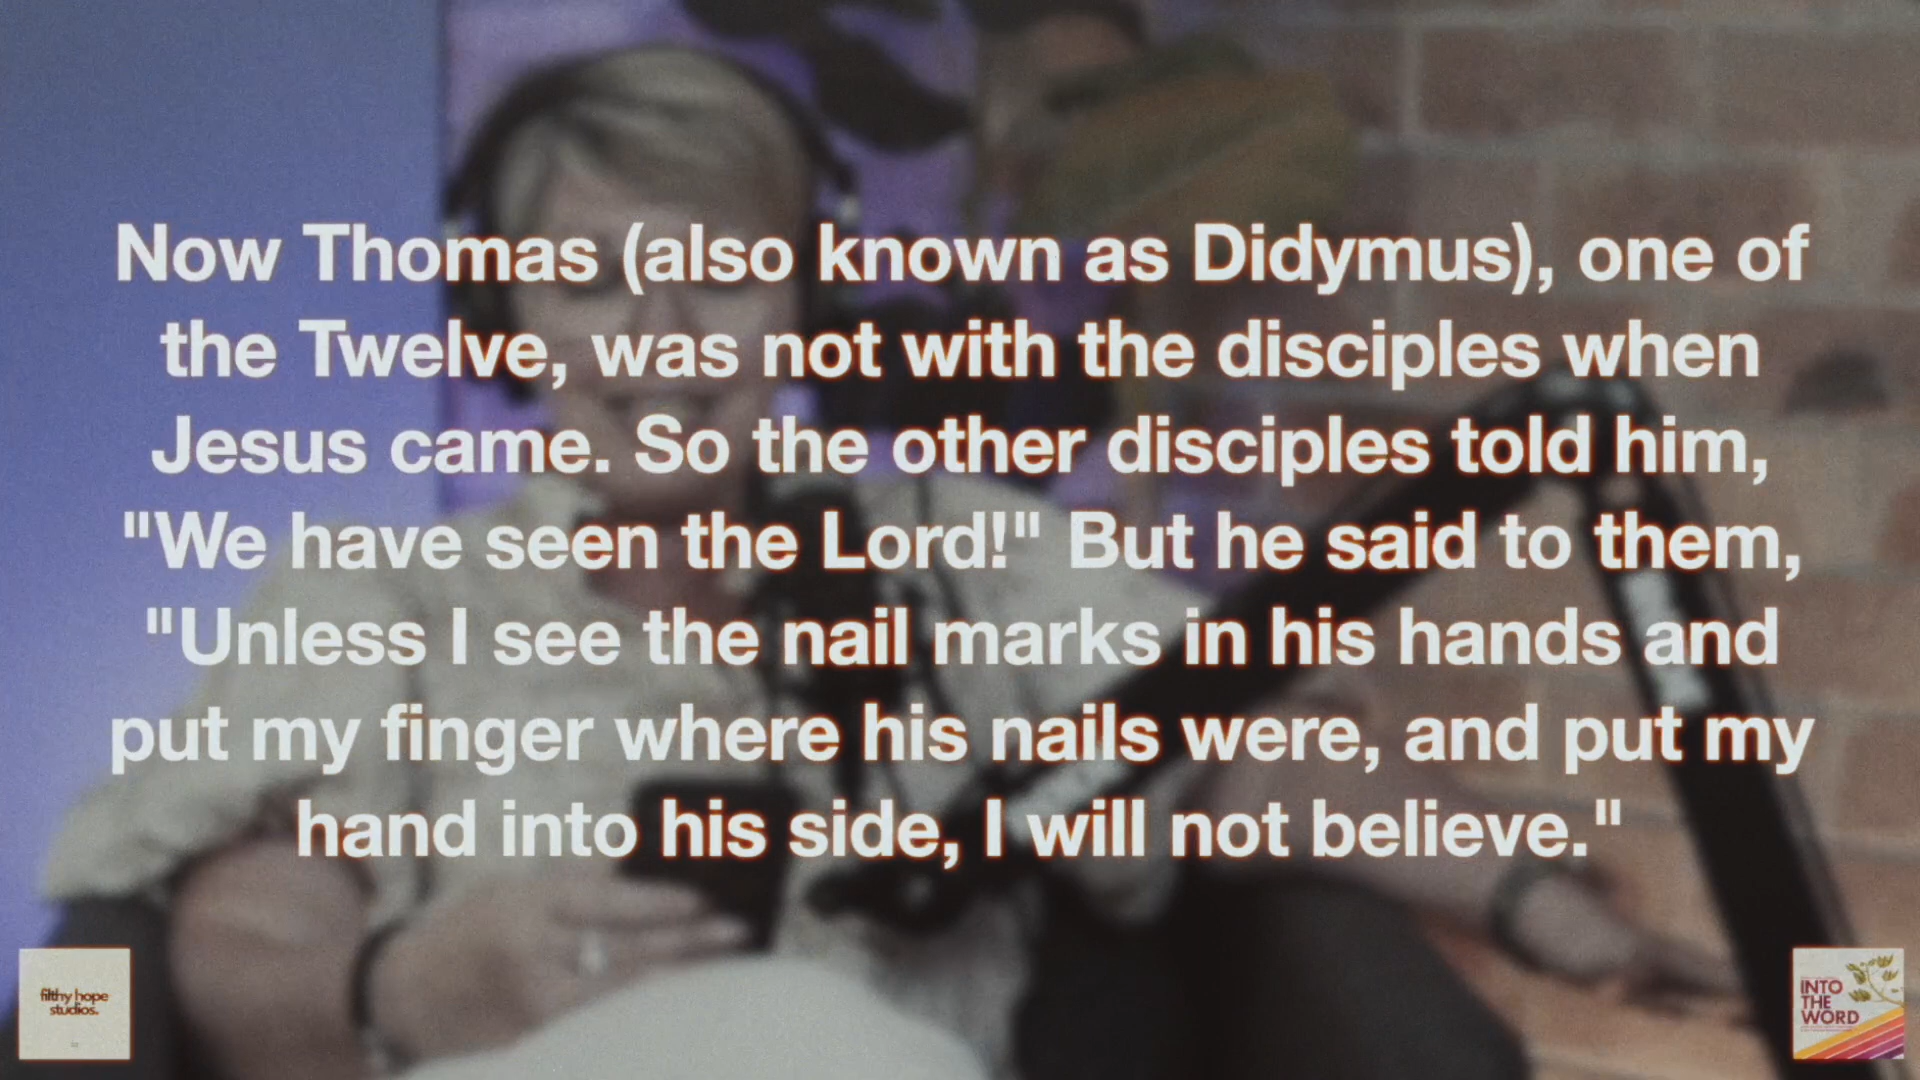 Now Thomas (also known as Didymus), one of
the Twelve, was not with the disciples when
Jesus came. So the other disciples told him,
"We have seen the Lord!" But he said to them,
"Unless I see the nail marks in his hands and
put my finger where his nails were, and put my
hand into his side, I will not believe."
filthy hope
studios.
INTO
THE
WORD